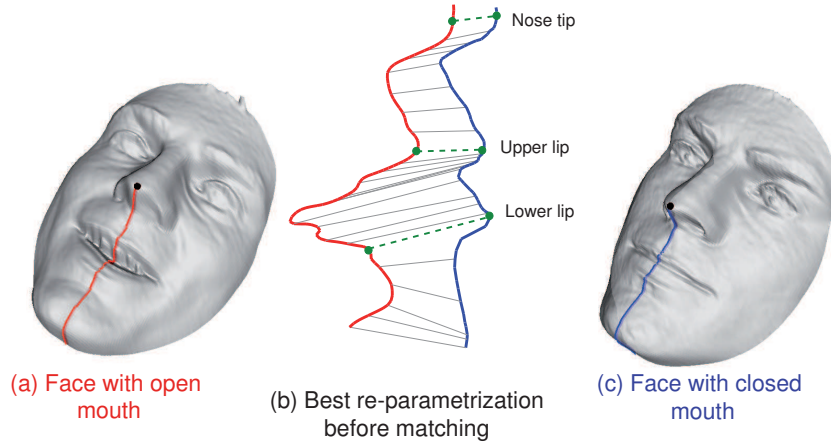 Nose tip
Upper lip
Lower lip
(a) Face with open
mouth
(b) Best re-parametrization
before matching
(c) Face with closed
mouth